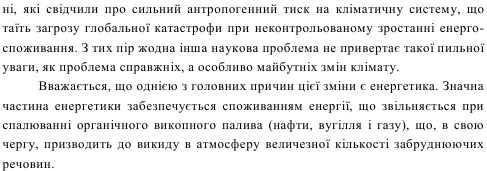 ні, які свідчили про сильний антропогенний тиск на кліматичну систему, що
таїть загрозу глобальної катастрофи при неконтрольованому зростанні енерго-
споживання. З тих пір жодна інша наукова проблема не привертає такої пильної
уваги, як проблема справжніх, а особливо майбутніх змін клімату.
Вважається, що однією з головних причин цієї зміни є енергетика. Значна
частина енергетики забезпечується споживанням енергії, що звільняється при
спалюванні органічного викопного палива (нафти, вугілля і газу), що, в свою
чергу, призводить до викиду в атмосферу величезної кількості забруднюючих
речовин.